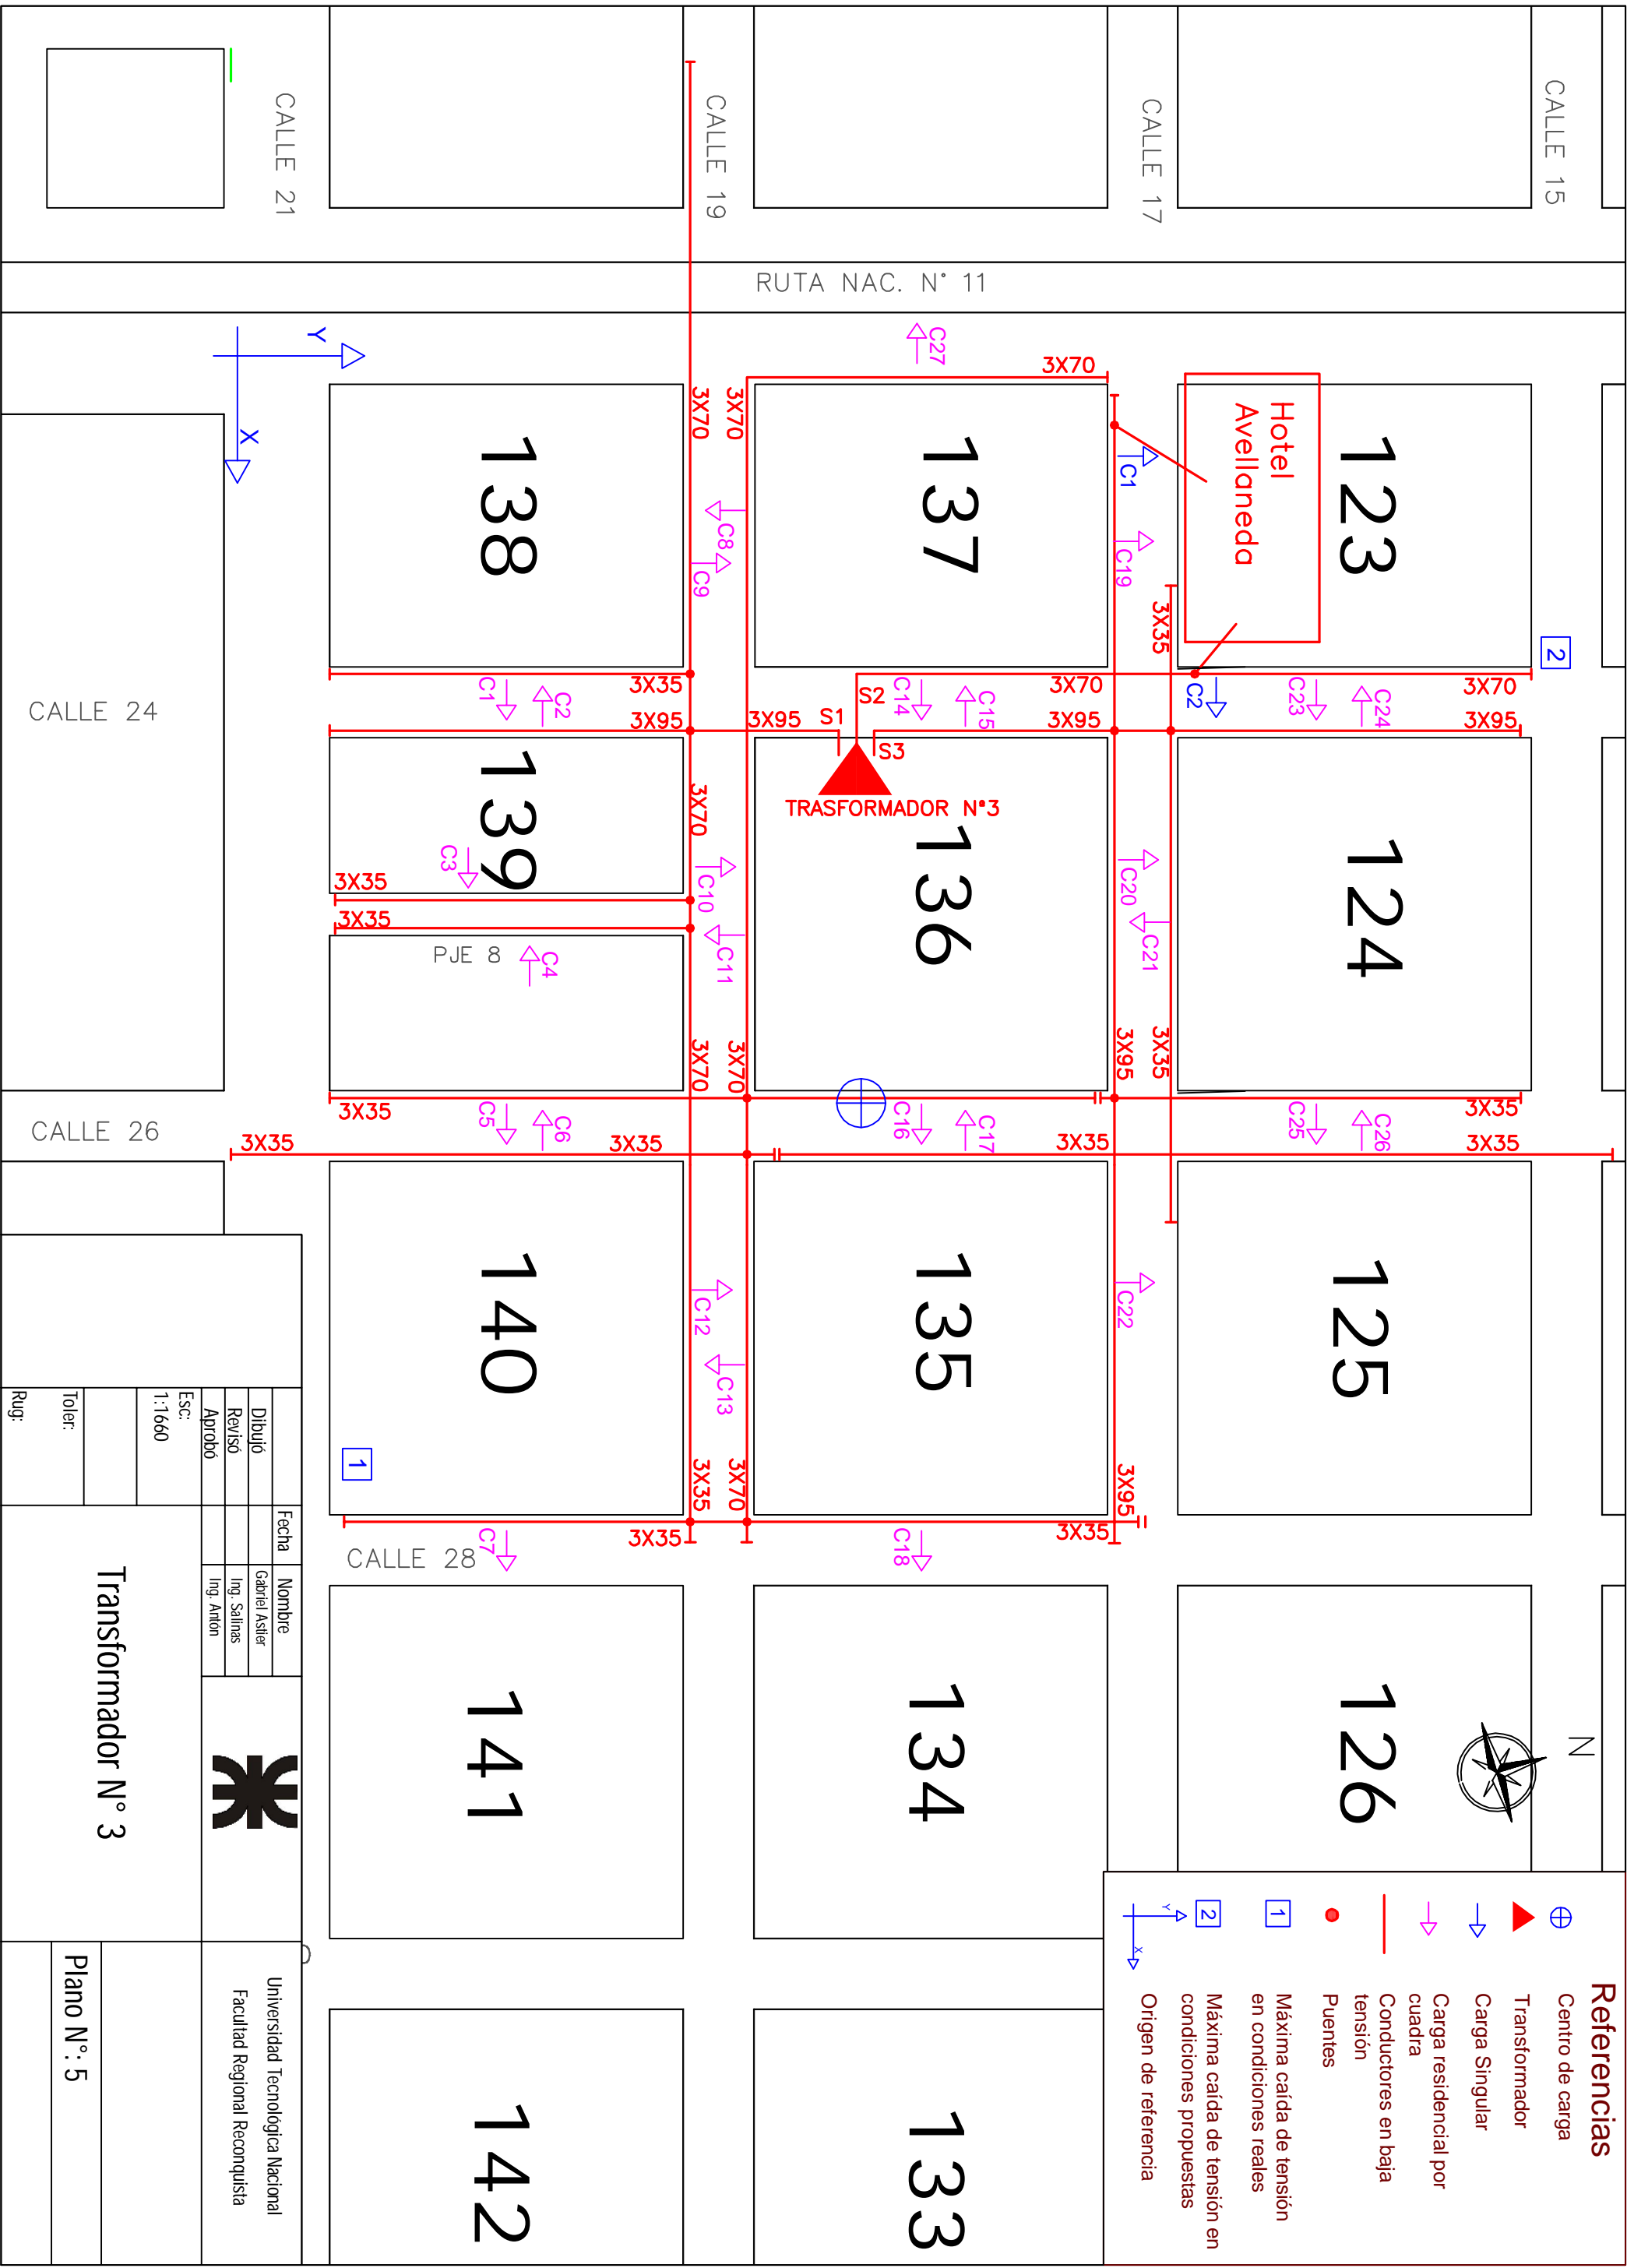 CALLE 15
CALLE 17
CALLE 19
CALLE 21
RUTA NAC. N° 11
C27
3X70
3X70
3X70
Y
X
138
137
123
Hotel
Avellaneda
C1
C8
C9
C19
3X35
2
3X35
3X70
3X70
C1
C2
C14
C15
C2
C23
C24
S2
3X95
3X95
S1
3X95
3X95
S3
TRASFORMADOR N°3
CALLE 24
139
136
124
3X70
C3
C10
C20
C11
C21
3X35
3X35
PJE 8
C4
3X70
3X70
3X95
3X35
3X35
3X35
C5
C6
C16
C17
C25
C26
CALLE 26
3X35
3X35
3X35
3X35
140
135
125
C12
C13
C22
1
3X35
3X70
3X95
3X35
3X35
C7
C18
CALLE 28
141
134
126
N
142
133
Referencias
Centro de carga
Transformador
Carga Singular
Carga residencial por
cuadra
Conductores en baja
tensión
Puentes
1
Máxima caída de tensión
en condiciones reales
2
Máxima caída de tensión en
condiciones propuestas
Y
X
Origen de referencia
Fecha
Nombre
Dibujó
Gabriel Astier
Revisó
Ing. Salinas
Aprobó
Ing. Antón
Esc:
1:1660
Toler:
Rug:
Transformador N° 3
Universidad Tecnológica Nacional
Facultad Regional Reconquista
Plano N°: 5